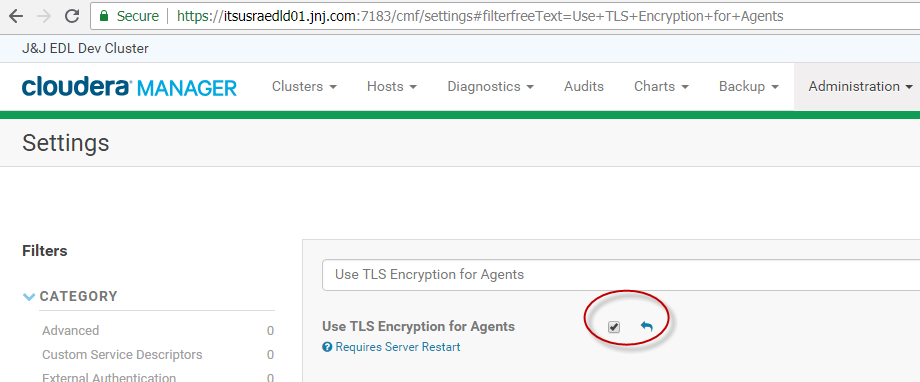 Secure https://itsusraedld01.jnj.com:7183/cmf/settings#filterfreeText=Use+TLS+Encryption+for+Agents
J&J EDL Dev Cluster
cloudera MANAGER Clusters Hosts Diagnostics Audits Charts Backup Administration
Settings
Filters
Use TLS Encryption for Agents
CATEGORY
Use TLS Encryption for Agents
Advanced 0
Requires Server Restart
Custom Service Descriptors 0
External Authentication 0